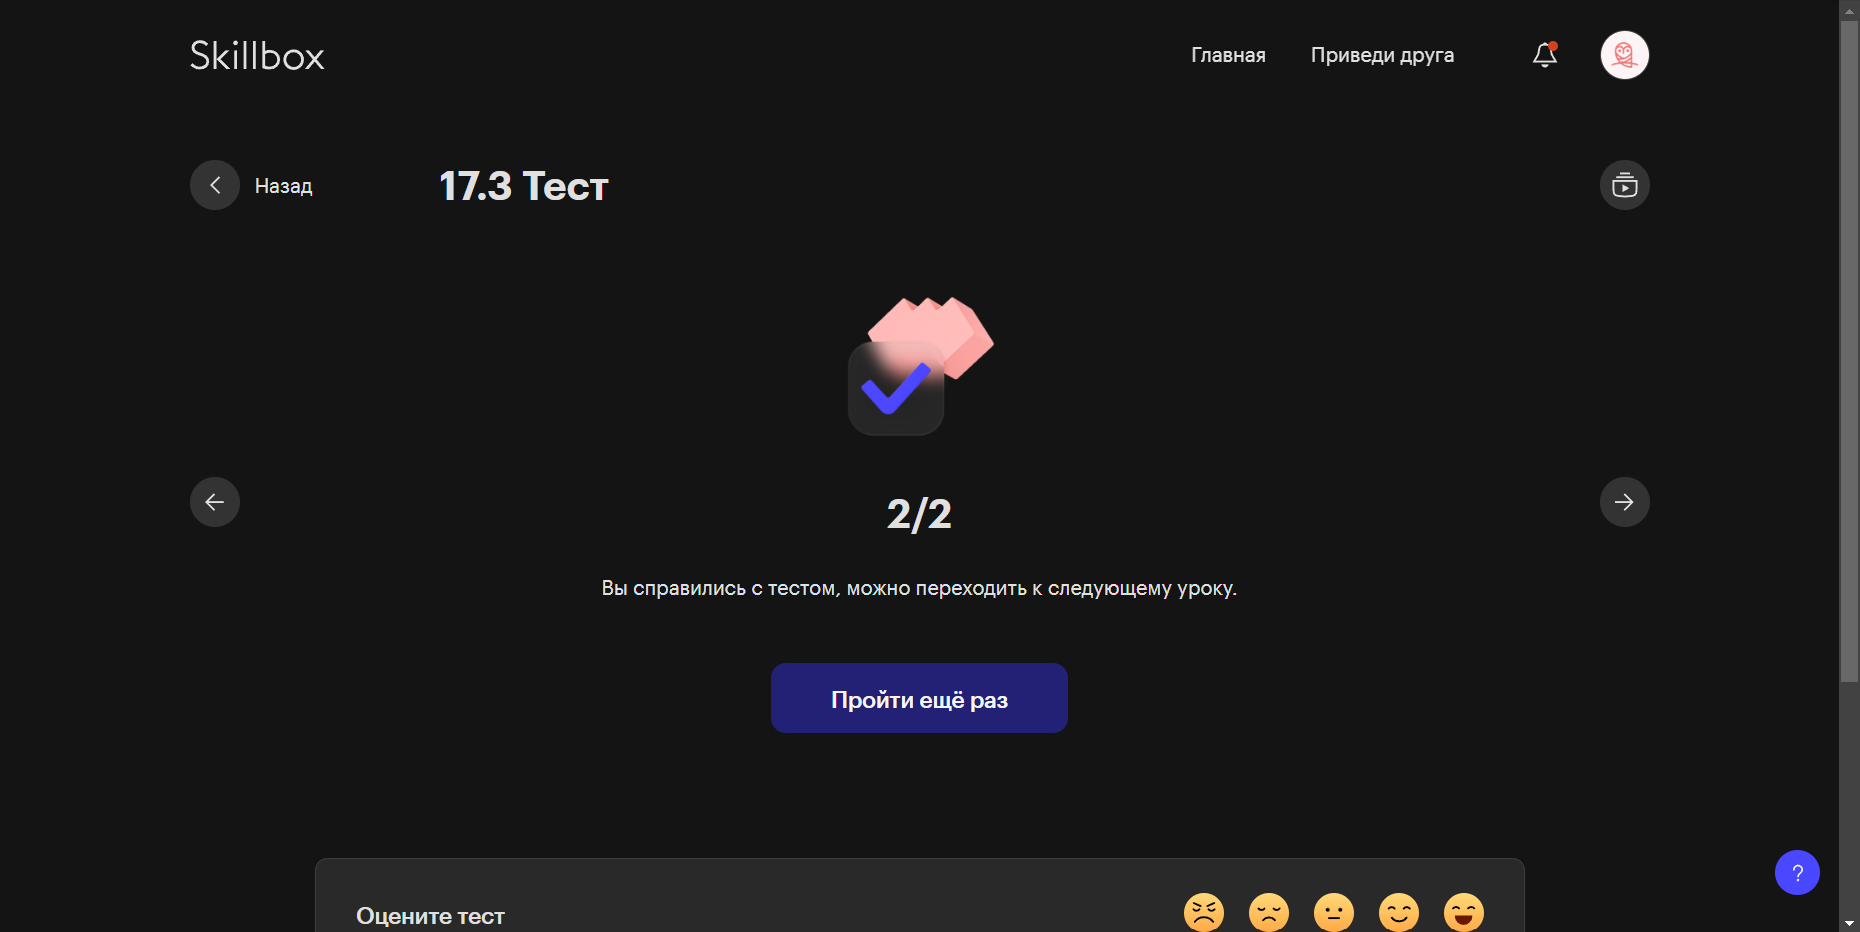 Skillbox
Главная
Приведи друга
Назад
17.3 Тест
2/2
Вы справились с тестом, можно переходить к следующему уроку.
Пройти ещё раз
Оцените тест
?